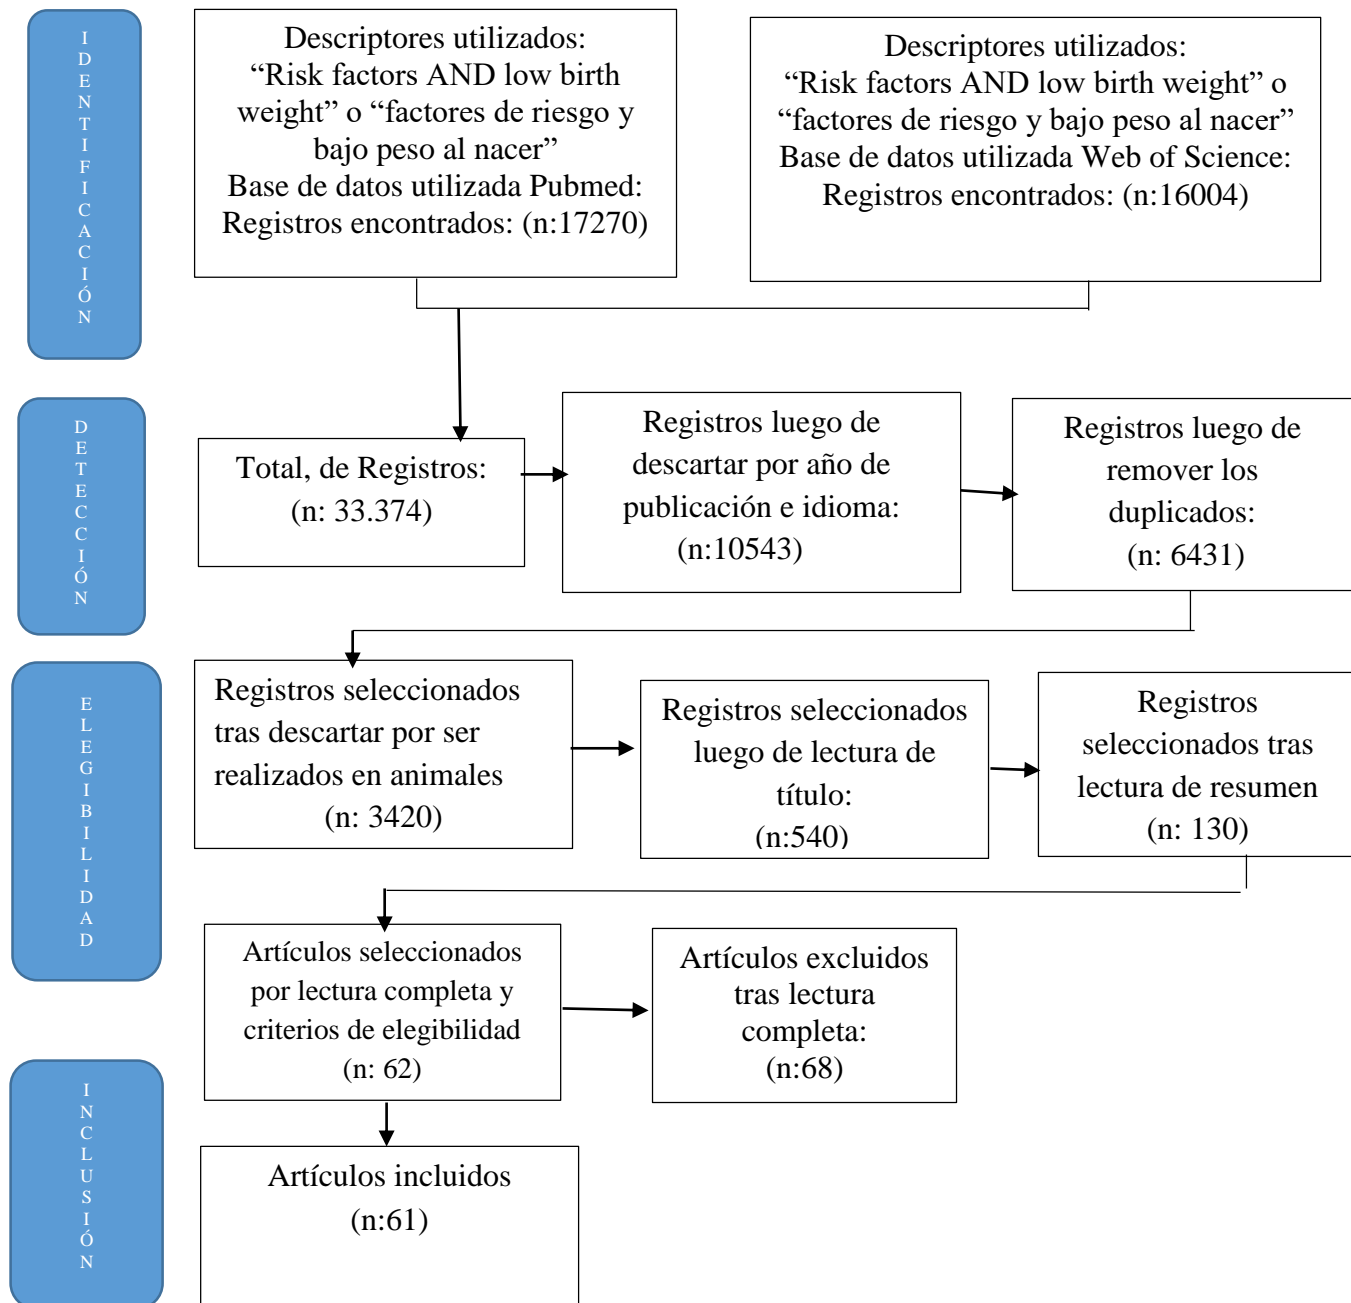 IDENTIFICACIÓN
Descriptores utilizados:
“Risk factors AND low birth
weight” o “factores de riesgo y
bajo peso al nacer”
Base de datos utilizada Pubmed:
Registros encontrados: (n:17270)
Descriptores utilizados:
“Risk factors AND low birth weight” o
“factores de riesgo y bajo peso al nacer”
Base de datos utilizada Web of Science:
Registros encontrados: (n:16004)
DETECCIÓN
Total, de Registros:
(n: 33.374)
Registros luego de
descartar por año de
publicación e idioma:
(n:10543)
Registros luego de
remover los
duplicados:
(n: 6431)
ELEGIBILIDAD
Registros seleccionados
tras descartar por ser
realizados en animales
(n: 3420)
Registros seleccionados
luego de lectura de
título:
(n:540)
Registros
seleccionados tras
lectura de resumen
(n: 130)
Artículos seleccionados
por lectura completa y
criterios de elegibilidad
(n: 62)
Artículos excluidos
tras lectura
completa:
(n:68)
INCLUSIÓN
Artículos incluidos
(n:61)